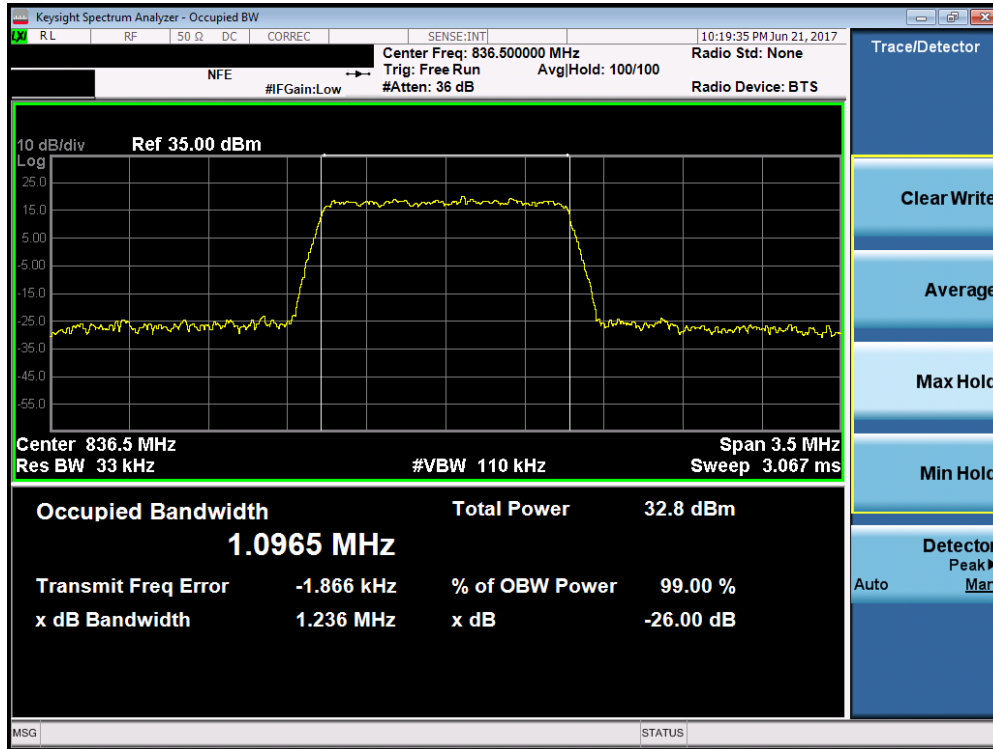 Keysight Spectrum Analyzer - Occupied BW
LXI RL RF 50 Ω DC CORREC SENSE:INT 10:19:35 PM Jun 21, 2017
Center Freq: 836.500000 MHz Radio Std: None
NFE Trig: Free Run Avg|Hold: 100/100
#IFGain:Low #Atten: 36 dB Radio Device: BTS
10 dB/div Ref 35.00 dBm
Log
25.0
15.0
5.00
-5.00
-15.0
-25.0
-35.0
-45.0
-55.0
Center 836.5 MHz Span 3.5 MHz
Res BW 33 kHz #VBW 110 kHz Sweep 3.067 ms
Occupied Bandwidth Total Power 32.8 dBm
1.0965 MHz
Transmit Freq Error -1.866 kHz % of OBW Power 99.00 %
x dB Bandwidth 1.236 MHz x dB -26.00 dB
MSG STATUS
Trace/Detector
Clear Write
Average
Max Hold
Min Hold
Detector
Peak
Auto Man